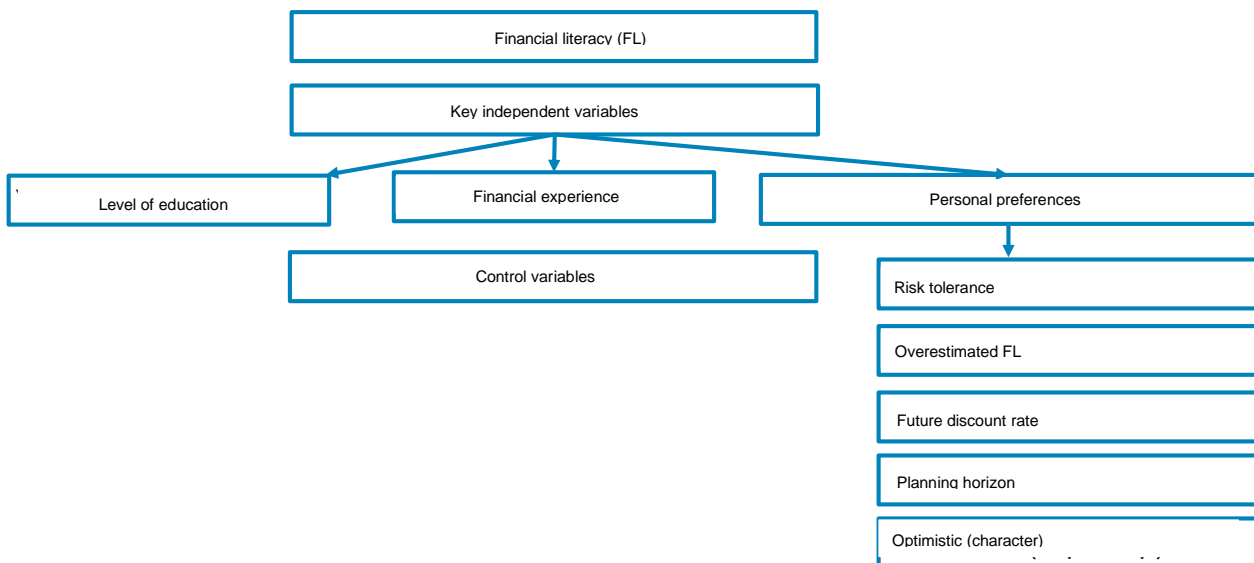 Financial literacy (FL)
Key independent variables
Level of education
Financial experience
Personal preferences
Control variables
Risk tolerance
Overestimated FL
Future discount rate
Planning horizon
Optimistic (character)